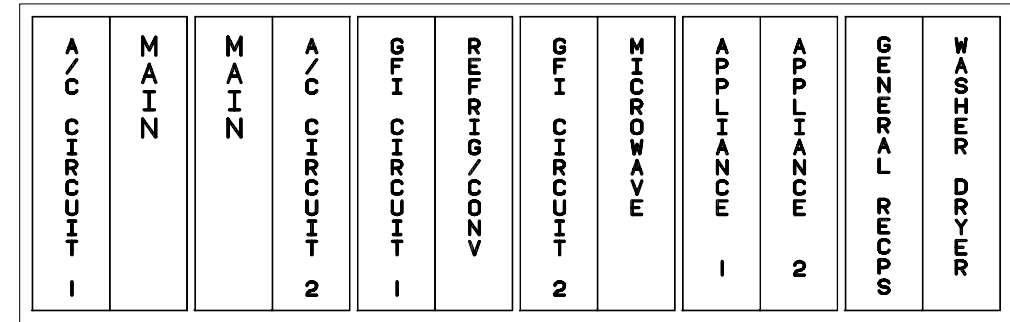 A/C CIRCUIT 1
MAIN
MAIN
A/C CIRCUIT 2
GFI CIRCUIT 1
REFRIG/CONV
GFI CIRCUIT 2
MICROWAVE
APPLIANCE 1
APPLIANCE 2
GENERAL RECPS
WASHER DRYER